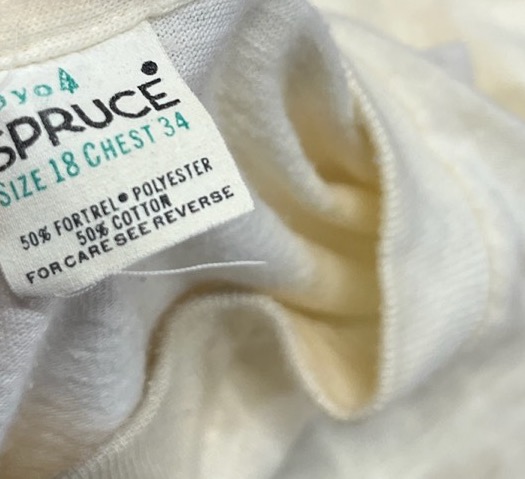 SPRUCE
SIZE 18 CHEST 34
50% FORTREL® POLYESTER
50% COTTON
FOR CARE SEE REVERSE